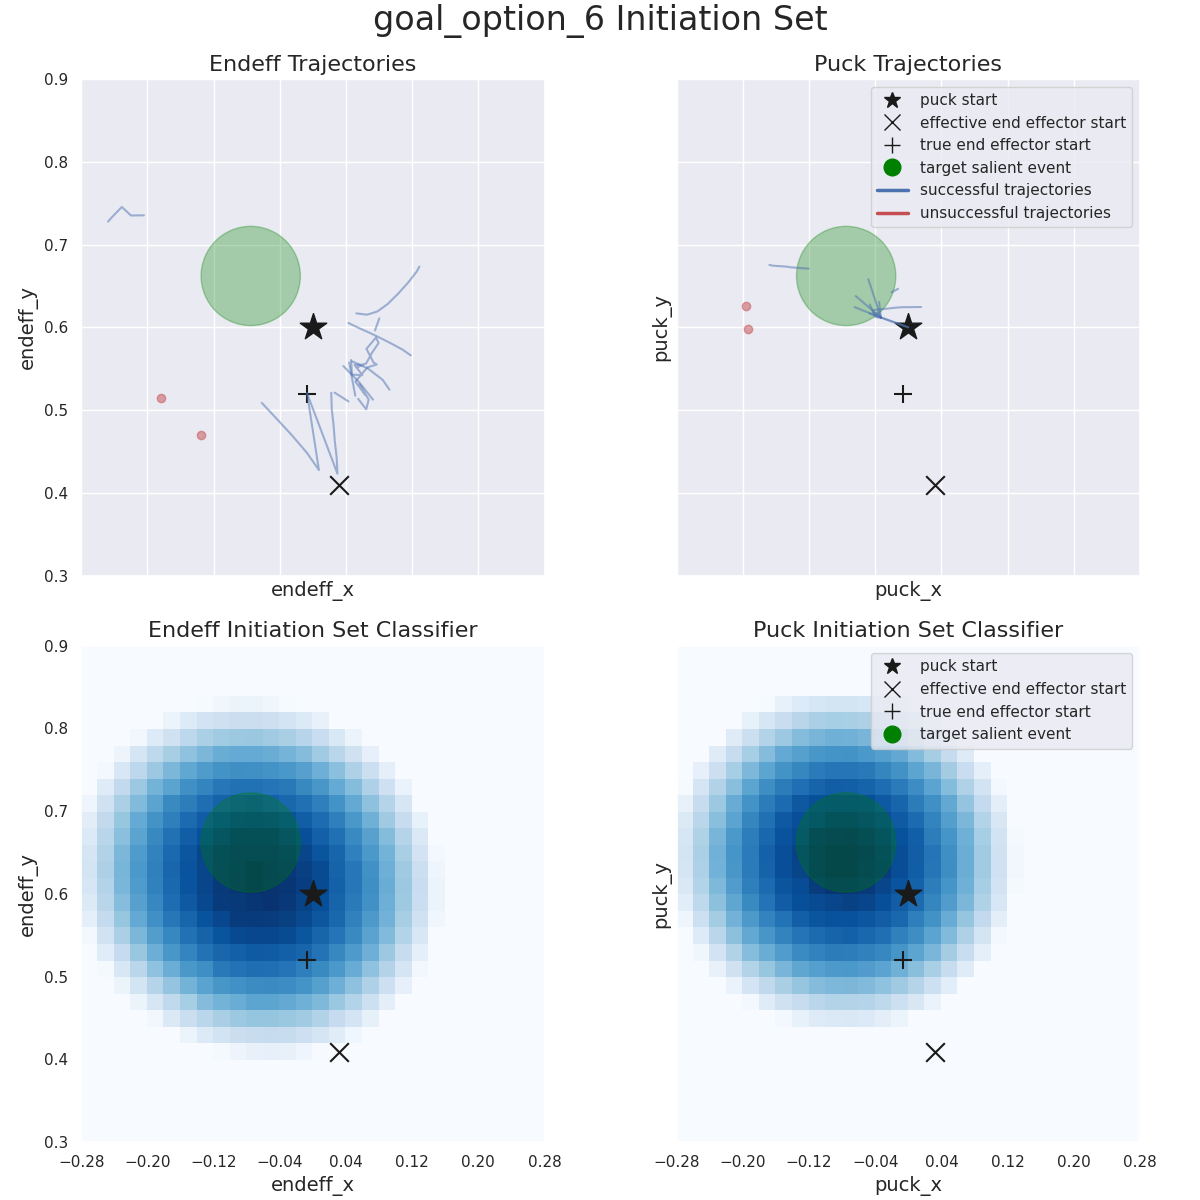 goal_option_6 Initiation Set
Endeff Trajectories
0.9
0.8
0.7
0.6
0.5
0.4
0.3
endeff_y
endeff_x
Puck Trajectories
puck start
effective end effector start
true end effector start
target salient event
successful trajectories
unsuccessful trajectories
puck_y
puck_x
Endeff Initiation Set Classifier
0.9
0.8
0.7
0.6
0.5
0.4
0.3
endeff_y
−0.28 −0.20 −0.12 −0.04 0.04 0.12 0.20 0.28
endeff_x
Puck Initiation Set Classifier
puck start
effective end effector start
true end effector start
target salient event
puck_y
−0.28 −0.20 −0.12 −0.04 0.04 0.12 0.20 0.28
puck_x